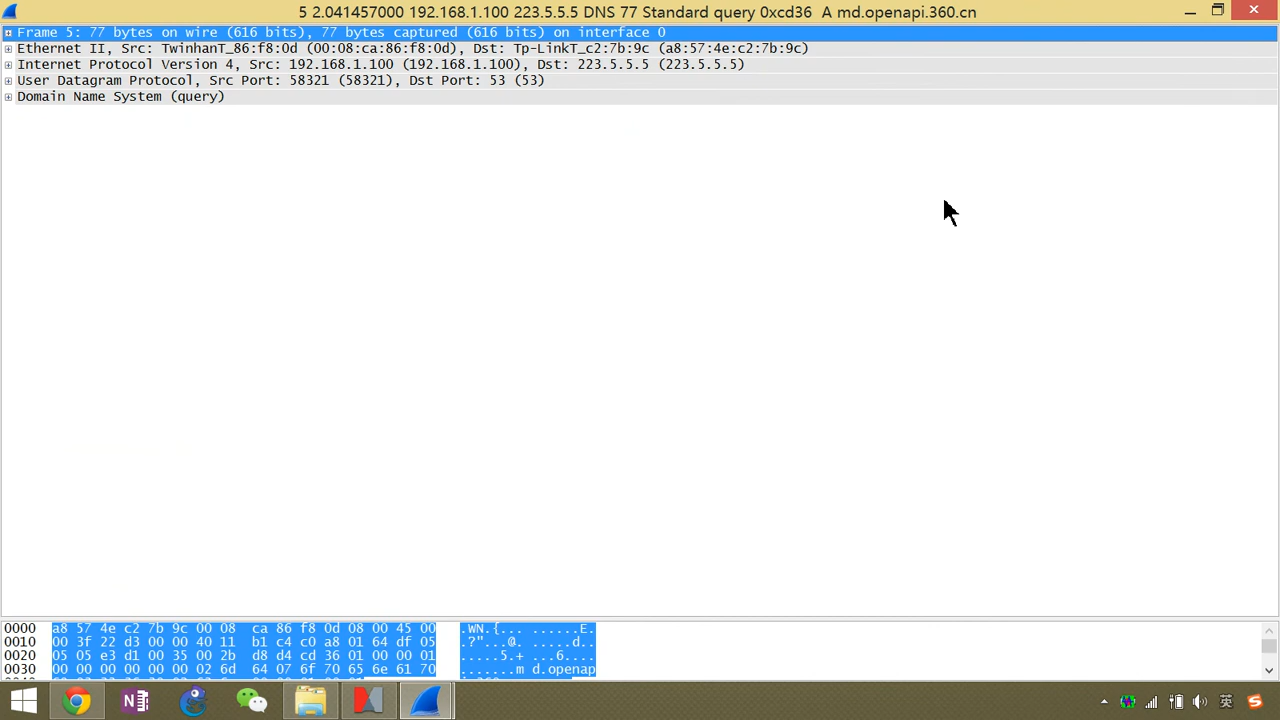 5 2.041457000 192.168.1.100 223.5.5.5 DNS 77 Standard query 0xcd36  A md.openapi.360.cn
Frame 5: 77 bytes on wire (616 bits), 77 bytes captured (616 bits) on interface 0
Ethernet II, Src: TwinhanT_86:f8:0d (00:08:ca:86:f8:0d), Dst: Tp-LinkT_c2:7b:9c (a8:57:4e:c2:7b:9c)
Internet Protocol Version 4, Src: 192.168.1.100 (192.168.1.100), Dst: 223.5.5.5 (223.5.5.5)
User Datagram Protocol, Src Port: 58321 (58321), Dst Port: 53 (53)
Domain Name System (query)
0000 a8 57 4e c2 7b 9c 00 08 ca 86 f8 0d 08 00 45 00 .WN.{... ......E.
0010 00 3f 22 d3 00 00 40 11 b1 c4 c0 a8 01 64 df 05 .?"...@. .....d..
0020 05 05 e3 d1 00 35 00 2b d8 d4 cd 36 01 00 00 01 .....5.+ ...6....
0030 00 00 00 00 00 00 02 6d 64 07 6f 70 65 6e 61 70 .......m d.openap
N
英
S